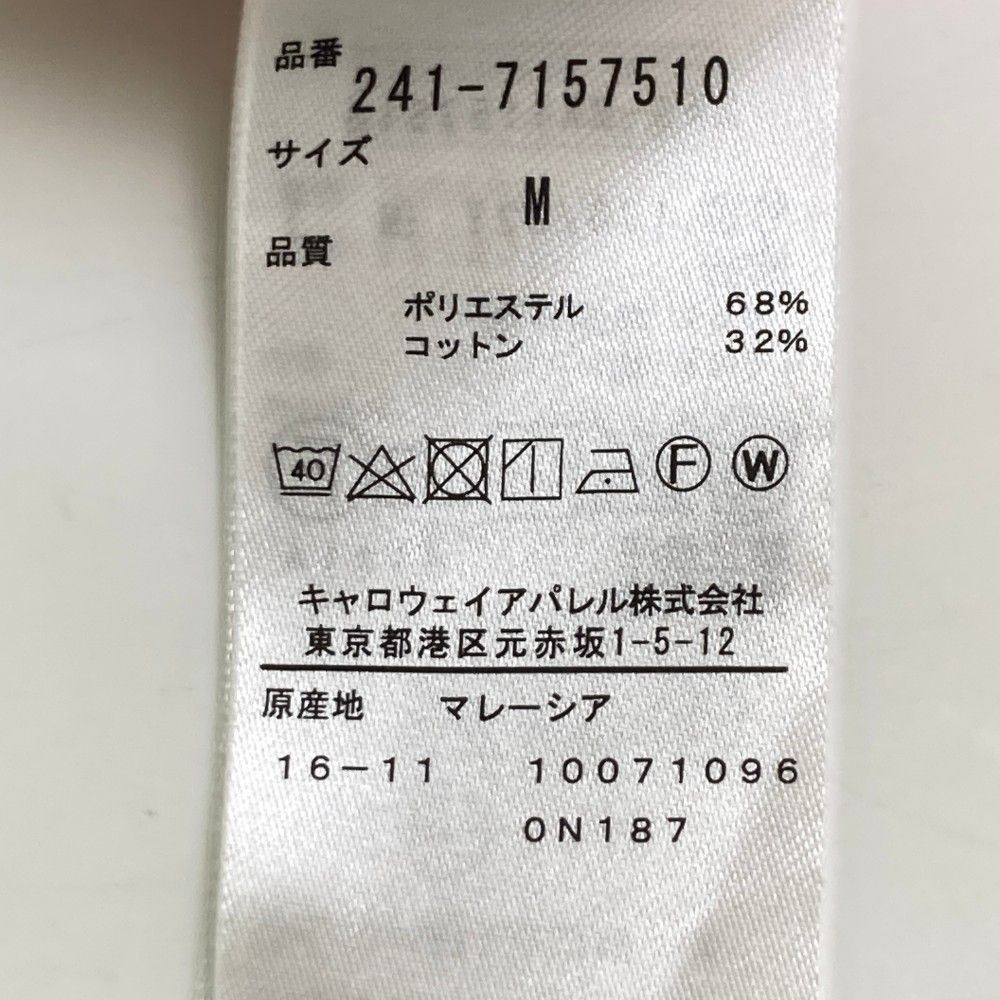 品番
241-7157510
サイズ
M
品質
ポリエステル 68%
コットン 32%
40 F W
キャロウェイアパレル株式会社
東京都港区元赤坂1-5-12
原産地 マレーシア
16-11 10071096
0N187